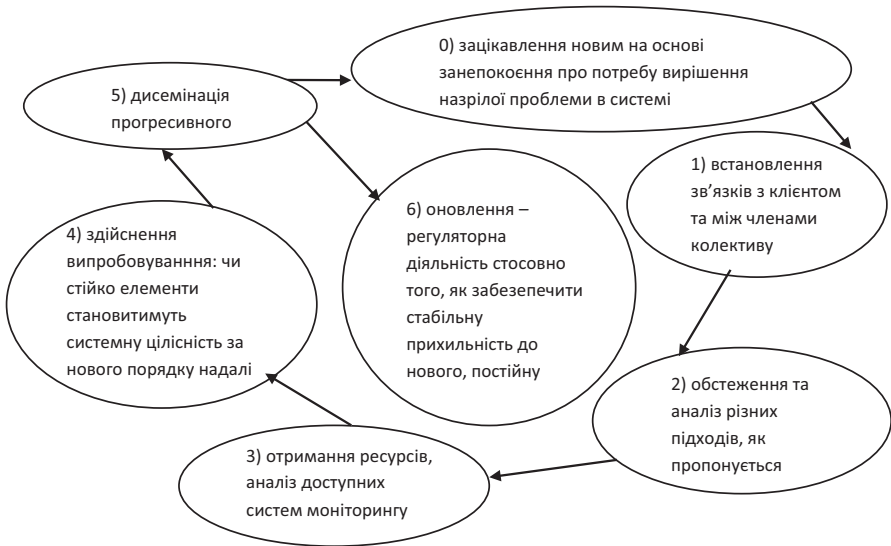 0) зацікавлення новим на основі
занепокоєння про потребу вирішення
назрілої проблеми в системі
1) встановлення
зв’язків з клієнтом
та між членами
колективу
2) обстеження та
аналіз різних
підходів, як
пропонується
3) отримання ресурсів,
аналіз доступних
систем моніторингу
4) здійснення
випробовуванння: чи
стійко елементи
становитимуть
системну цілісність за
нового порядку надалі
5) дисемінація
прогресивного
6) оновлення –
регуляторна
діяльність стосовно
того, як забезепечити
стабільну
прихильність до
нового, постійну